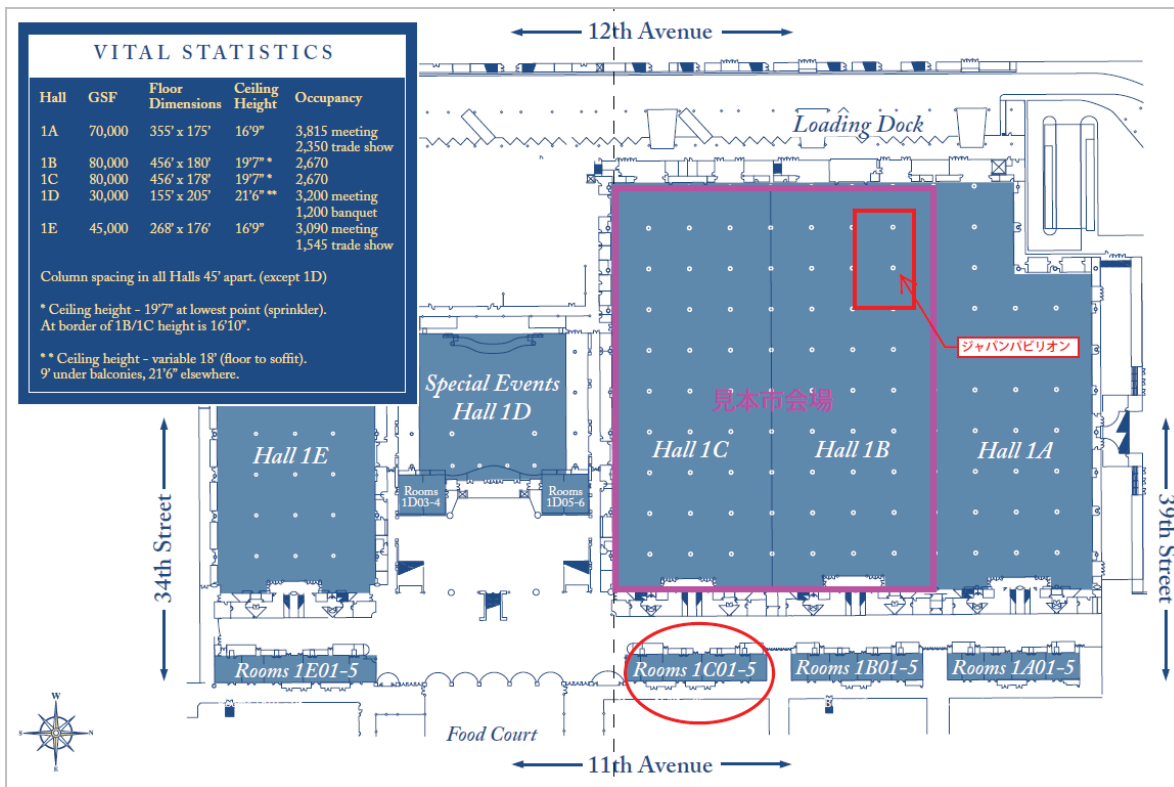 12th Avenue
VITAL STATISTICS
Hall GSF Floor Dimensions Ceiling Height Occupancy
1A 70,000 355' x 175' 16'9" 3,815 meeting
2,350 trade show
1B 80,000 456' x 180' 19'7" * 2,670
1C 80,000 456' x 178' 19'7" * 2,670
1D 30,000 155' x 205' 21'6" ** 3,200 meeting
1,200 banquet
1E 45,000 268' x 176' 16'9" 3,090 meeting
1,545 trade show
Column spacing in all Halls 45' apart. (except 1D)
* Ceiling height - 19'7" at lowest point (sprinkler).
At border of 1B/1C height is 16'10".
** Ceiling height - variable 18' (floor to soffit).
9' under balconies, 21'6" elsewhere.
Loading Dock
ジャパンパビリオン
Special Events
Hall 1D
見本市会場
Hall 1E
Hall 1C
Hall 1B
Hall 1A
Rooms
1D03-4
Rooms
1D05-6
34th Street
39th Street
Rooms 1E01-5
Rooms 1C01-5
Rooms 1B01-5
Rooms 1A01-5
Food Court
11th Avenue
W
S
N
E